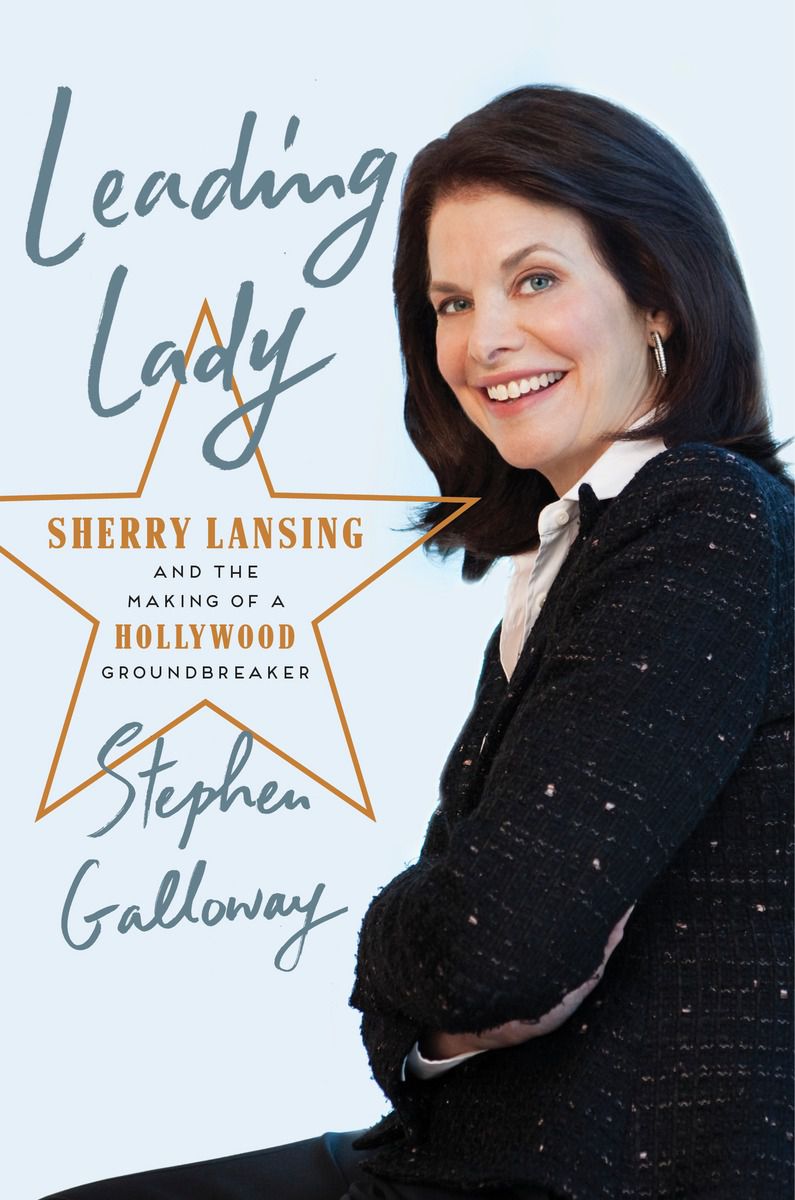 Leading
Lady
SHERRY LANSING
AND THE
MAKING OF A
HOLLYWOOD
GROUNDBREAKER
Stephen
Galloway